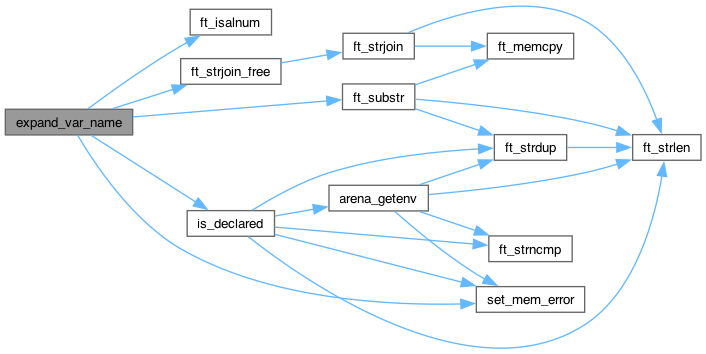 ft_isalnum
ft_strjoin
ft_memcpy
ft_strjoin_free
ft_substr
expand_var_name
ft_strdup
ft_strlen
arena_getenv
is_declared
ft_strncmp
set_mem_error